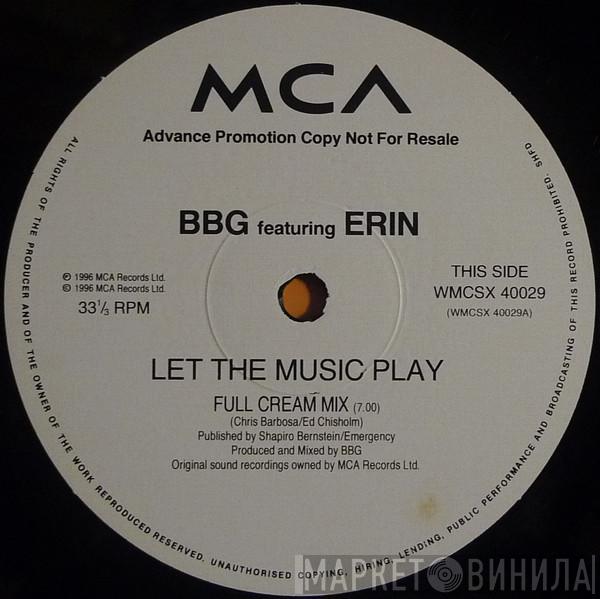 MCA
Advance Promotion Copy Not For Resale
BBG featuring ERIN
℗ 1996 MCA Records Ltd.
© 1996 MCA Records Ltd.
33⅓ RPM
THIS SIDE
WMCSX 40029
(WMCSX 40029A)
LET THE MUSIC PLAY
FULL CREAM MIX (7.00)
(Chris Barbosa/Ed Chisholm)
Published by Shapiro Bernstein/Emergency
Produced and Mixed by BBG
Original sound recordings owned by MCA Records Ltd.
ALL RIGHTS OF THE PRODUCER AND OF THE OWNER OF THE WORK REPRODUCED RESERVED. UNAUTHORISED COPYING, HIRING, LENDING, PUBLIC PERFORMANCE AND BROADCASTING OF THIS RECORD PROHIBITED. SHFD
МАРКЕТ ВИНИЛА